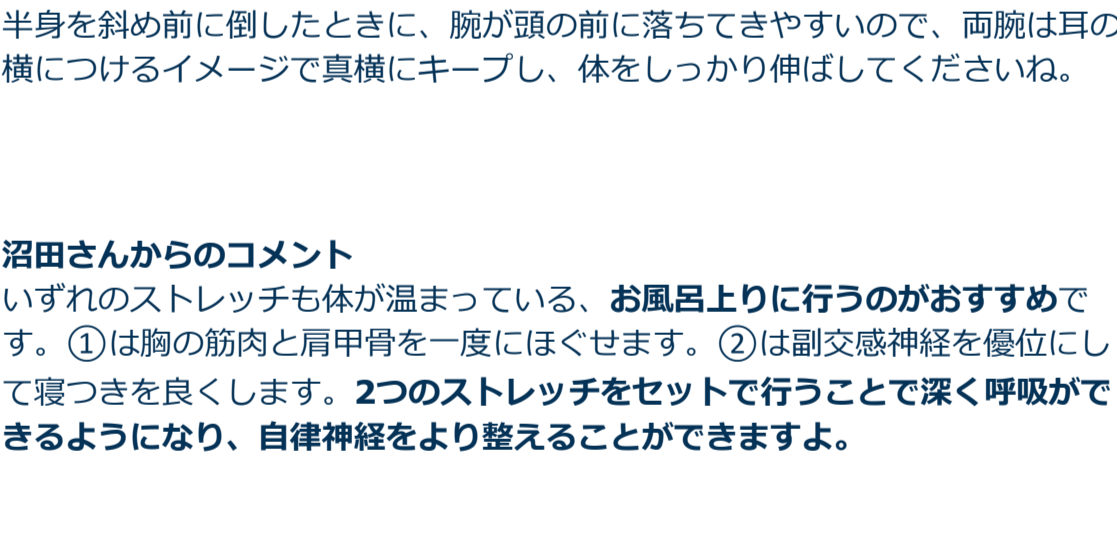 半身を斜め前に倒したときに、腕が頭の前に落ちてきやすいので、両腕は耳の
横につけるイメージで真横にキープし、体をしっかり伸ばしてくださいね。
沼田さんからのコメント
いずれのストレッチも体が温まっている、お風呂上りに行うのがおすすめで
す。①は胸の筋肉と肩甲骨を一度にほぐせます。②は副交感神経を優位にし
て寝つきを良くします。2つのストレッチをセットで行うことで深く呼吸がで
きるようになり、自律神経をより整えることができますよ。